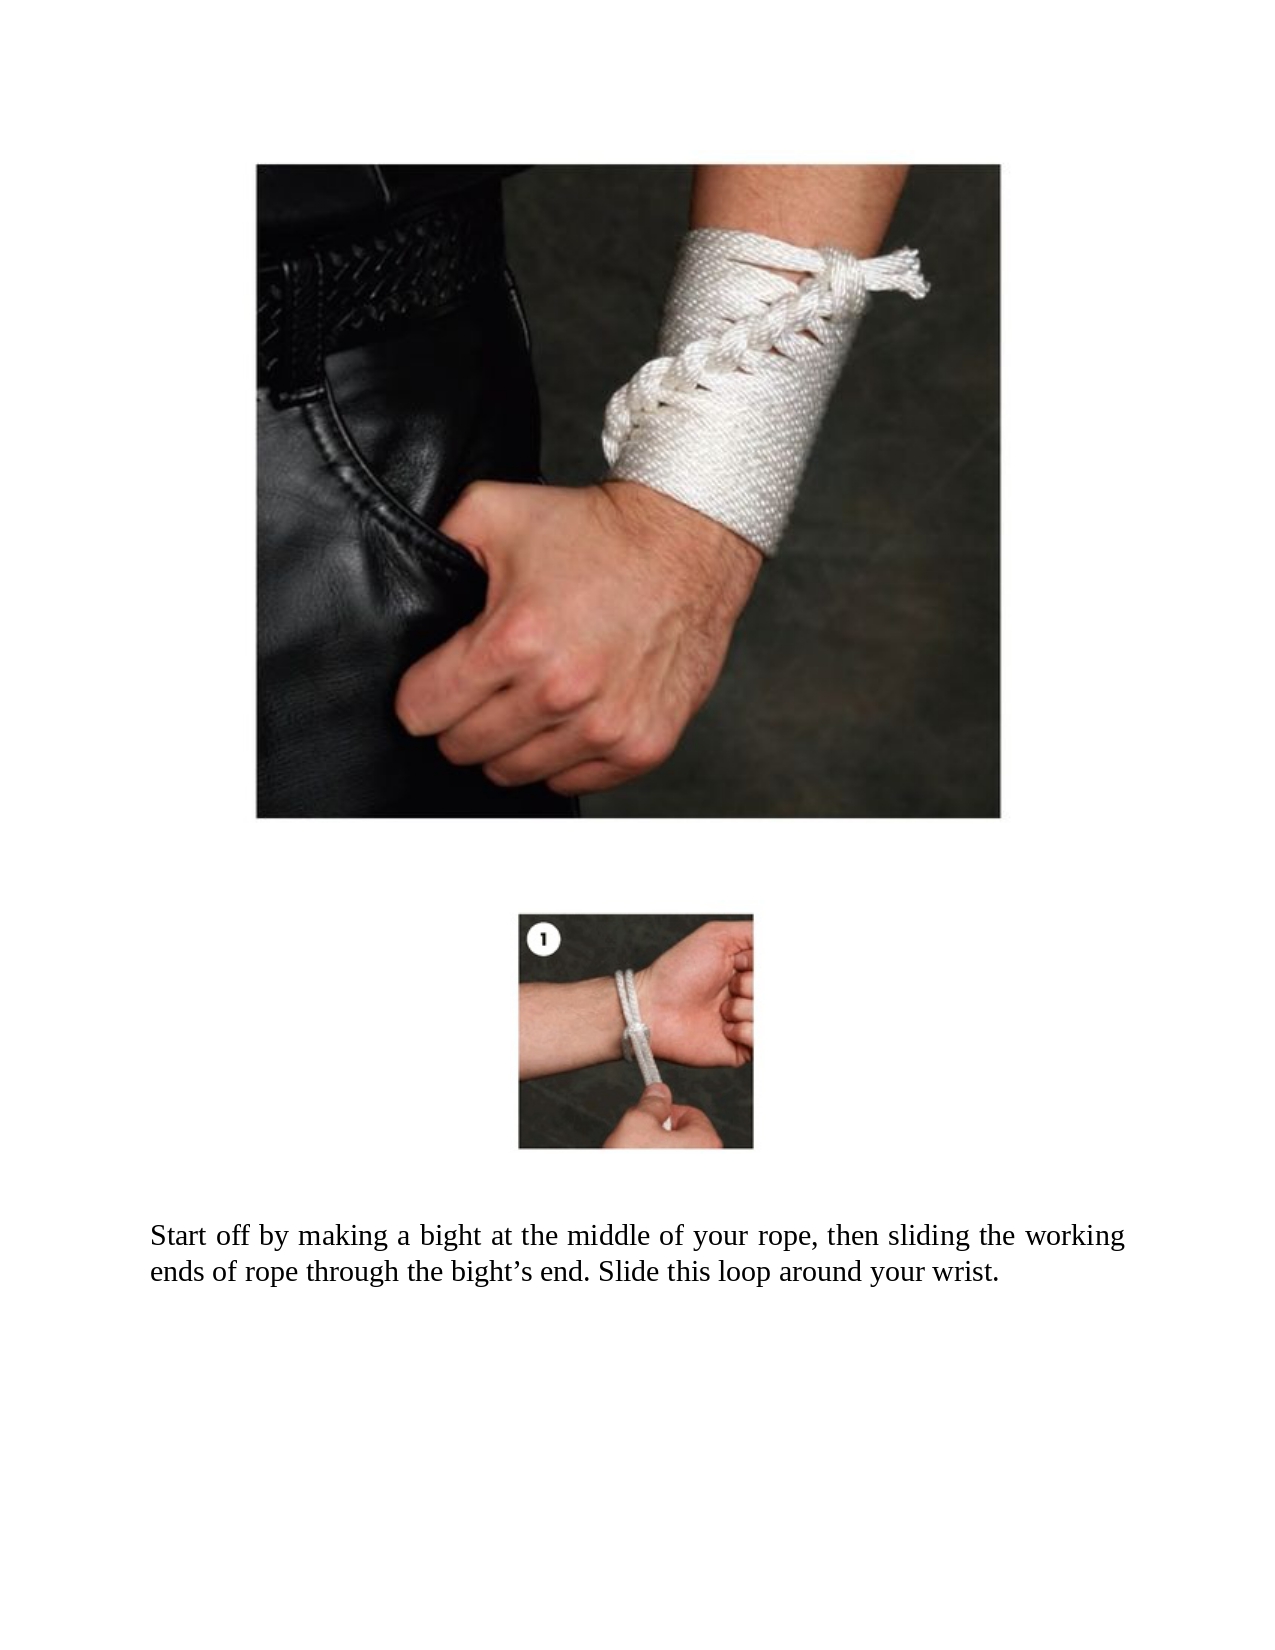 1
Start off by making a bight at the middle of your rope, then sliding the working
ends of rope through the bight’s end. Slide this loop around your wrist.